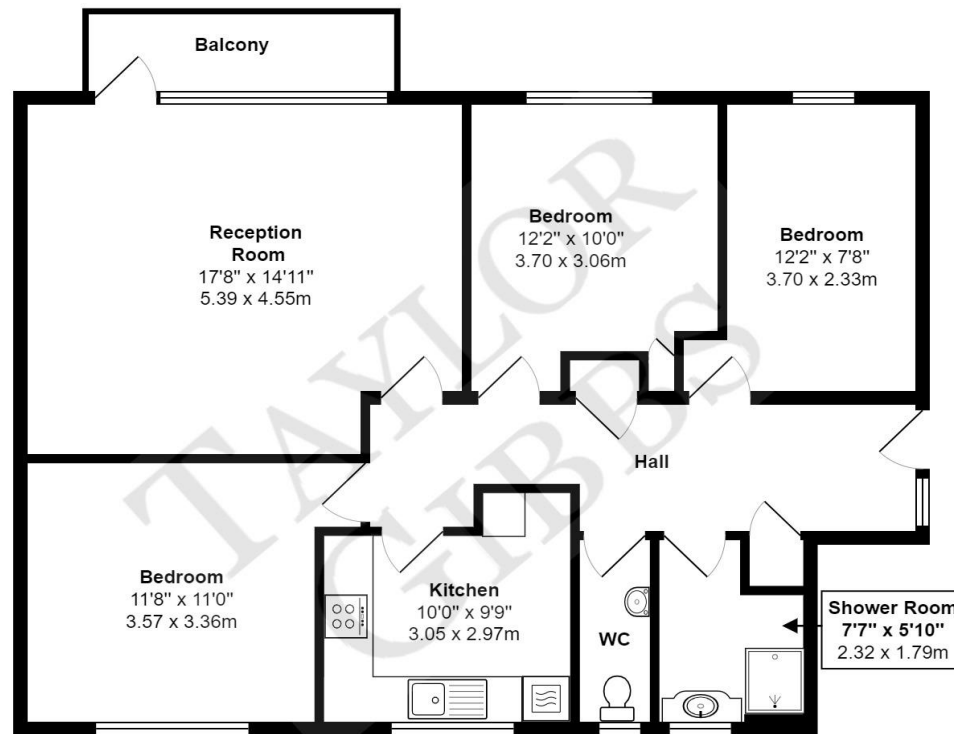 Balcony
Reception
Room
17'8" x 14'11"
5.39 x 4.55m
Bedroom
12'2" x 10'0"
3.70 x 3.06m
Bedroom
12'2" x 7'8"
3.70 x 2.33m
Hall
Bedroom
11'8" x 11'0"
3.57 x 3.36m
Kitchen
10'0" x 9'9"
3.05 x 2.97m
WC
Shower Room
7'7" x 5'10"
2.32 x 1.79m
TAYLOR
GIBBS